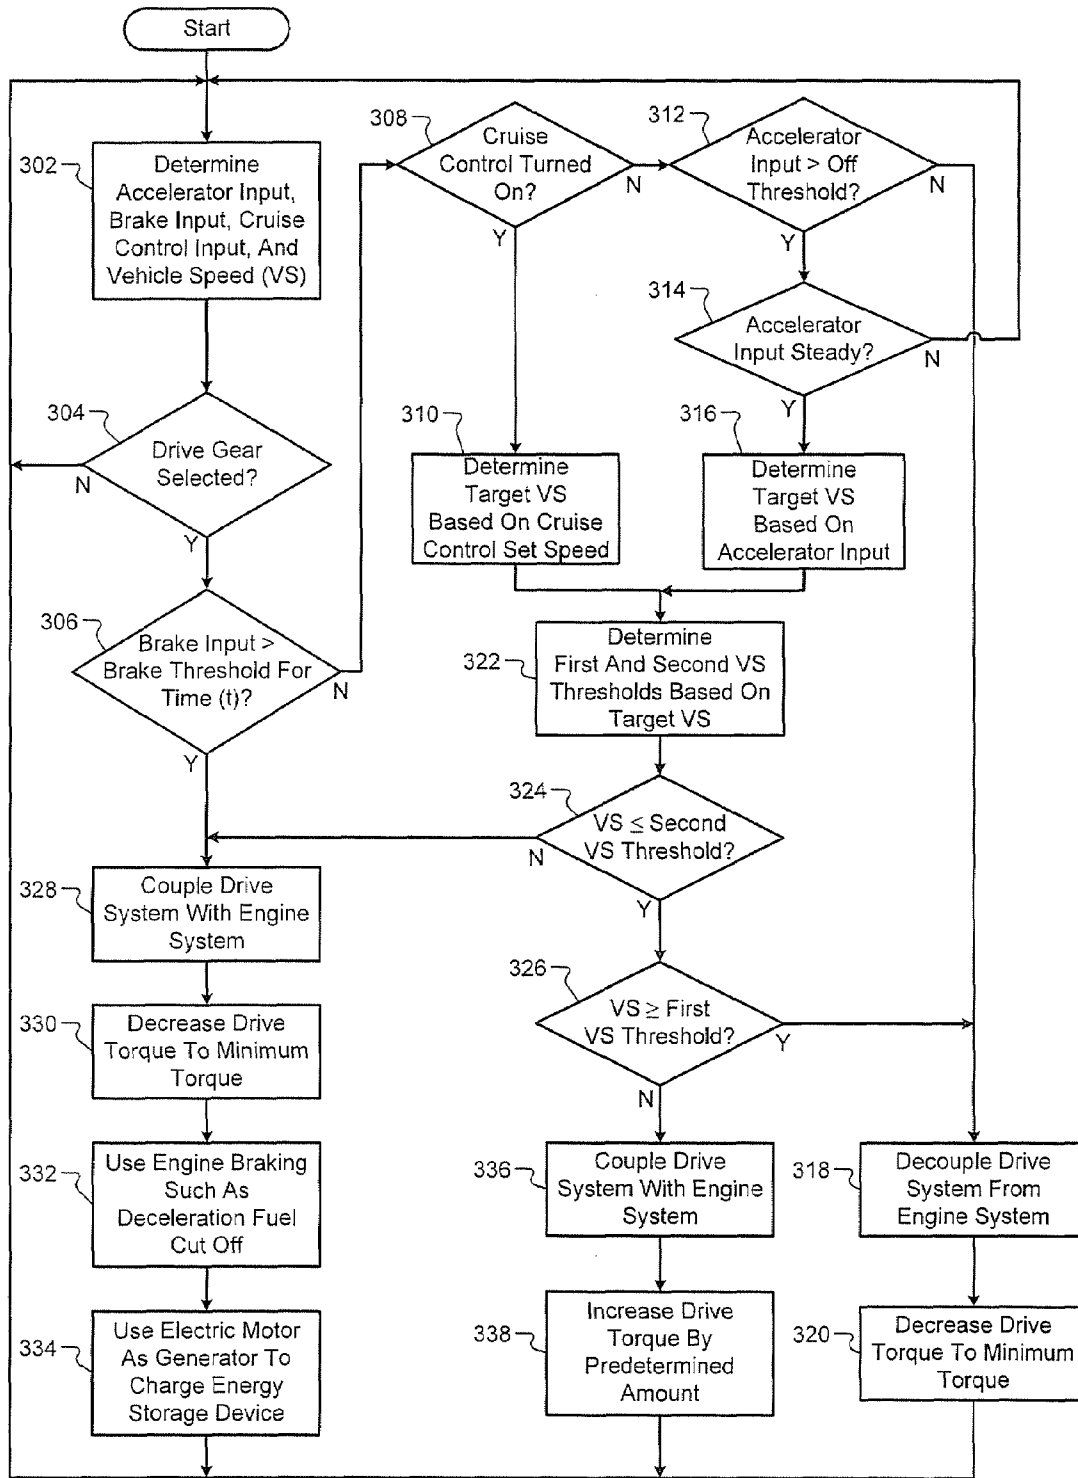 Start
302
Determine
Accelerator Input,
Brake Input, Cruise
Control Input, And
Vehicle Speed (VS)
304
Drive Gear
Selected?
N
Y
306
Brake Input >
Brake Threshold For
Time (t)?
N
Y
308
Cruise
Control Turned
On?
N
Y
312
Accelerator
Input > Off
Threshold?
N
Y
314
Accelerator
Input Steady?
N
Y
310
Determine
Target VS
Based On Cruise
Control Set Speed
316
Determine
Target VS
Based On
Accelerator Input
322
Determine
First And Second VS
Thresholds Based On
Target VS
324
VS ≤ Second
VS Threshold?
N
Y
326
VS ≥ First
VS Threshold?
Y
N
328
Couple Drive
System With Engine
System
330
Decrease Drive
Torque To Minimum
Torque
332
Use Engine Braking
Such As
Deceleration Fuel
Cut Off
334
Use Electric Motor
As Generator To
Charge Energy
Storage Device
336
Couple Drive
System With Engine
System
338
Increase Drive
Torque By
Predetermined
Amount
318
Decouple Drive
System From
Engine System
320
Decrease Drive
Torque To Minimum
Torque